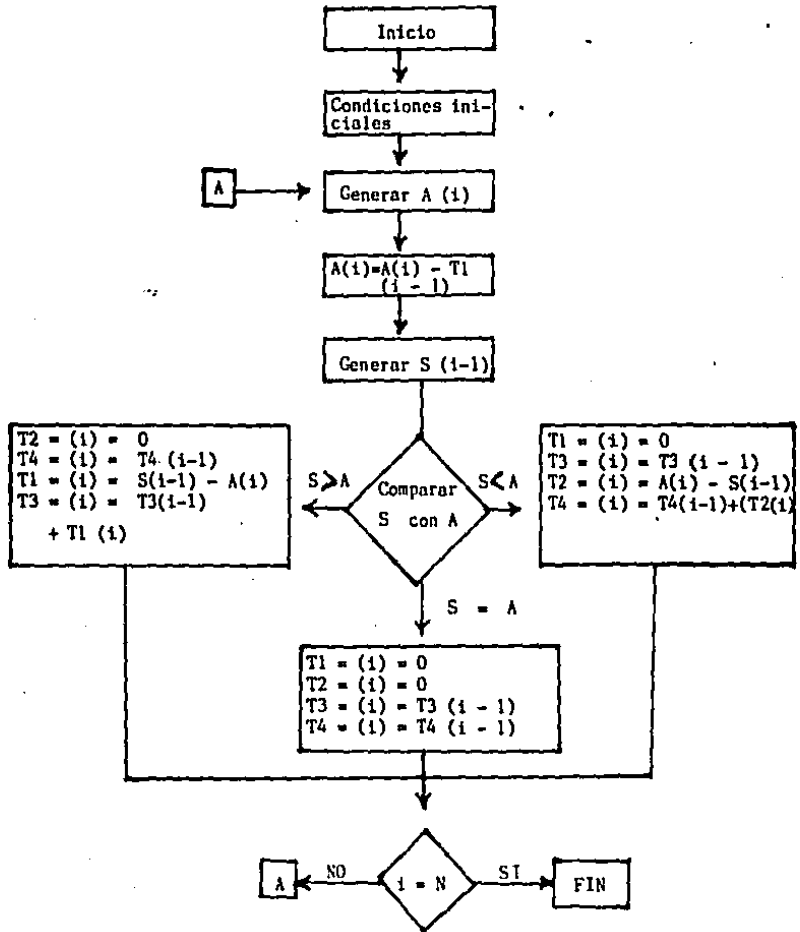 Inicio
Condiciones ini-
ciales
A
Generar A (i)
A(i)=A(i) - T1
(i - 1)
Generar S (i-1)
T2 = (i) = 0
T4 = (i) = T4 (i-1)
T1 = (i) = S(i-1) - A(i)
T3 = (i) = T3(i-1)
+ T1 (i)
S>A
Comparar
S con A
S<A
T1 = (i) = 0
T3 = (i) = T3 (i - 1)
T2 = (i) = A(i) - S(i-1)
T4 = (i) = T4(i-1)+(T2(i)
S = A
T1 = (i) = 0
T2 = (i) = 0
T3 = (i) = T3 (i - 1)
T4 = (i) = T4 (i - 1)
A
NO
i = N
SI
FIN